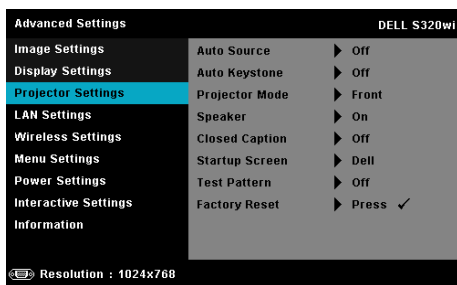 Advanced Settings DELL S320wi
Image Settings Auto Source Off
Display Settings Auto Keystone Off
Projector Settings Projector Mode Front
LAN Settings Speaker On
Wireless Settings Closed Caption Off
Menu Settings Startup Screen Dell
Power Settings Test Pattern Off
Interactive Settings Factory Reset Press ✓
Information
Resolution : 1024x768